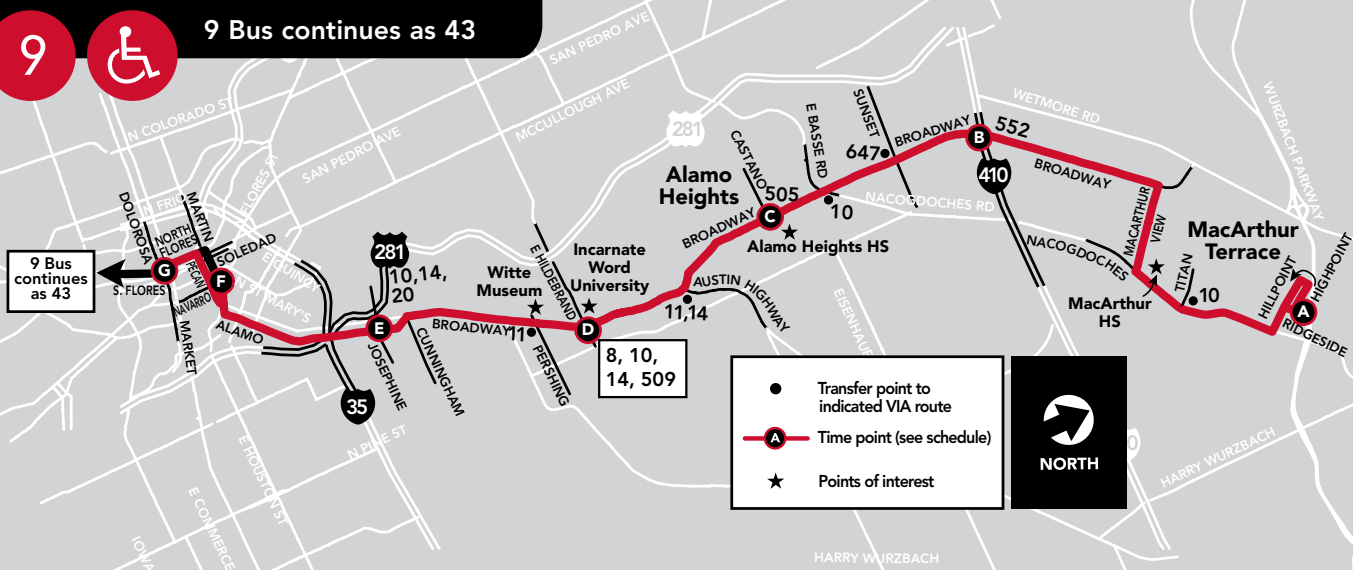 9
9 Bus continues as 43
SAN PEDRO AVE
N COLORADO ST
SAN PEDRO AVE
MCCULLOUGH AVE
281
WETMORE RD
WURZBACH PARKWAY
N FRIO
N FLORES ST
E QUINCY
N ST MARY'S
DOLOROSA
MARTIN
NORTH
FLORES
SOLEDAD
PECAN
NAVARRO
S. FLORES
MARKET
ALAMO
G
F
9 Bus
continues
as 43
281
10,14,
20
E
JOSEPHINE
35
CUNNINGHAM
BROADWAY
Witte
Museum
11
PERSHING
E HILDEBRAND
Incarnate
Word
University
D
8, 10,
14, 509
11,14
AUSTIN HIGHWAY
BROADWAY
Alamo
Heights
CASTANO
505
C
Alamo Heights HS
E BASSE RD
10
SUNSET
647
BROADWAY
NACOGDOCHES RD
B
552
410
BROADWAY
MACARTHUR
VIEW
NACOGDOCHES
MacArthur
HS
TITAN
10
MacArthur
Terrace
HILLPOINT
HIGHPOINT
A
RIDGESIDE
N PINE ST
E HOUSTON ST
E COMMERCE
HARRY WURZBACH
HARRY WURZBACH
Transfer point to
indicated VIA route
A
Time point (see schedule)
Points of interest
NORTH